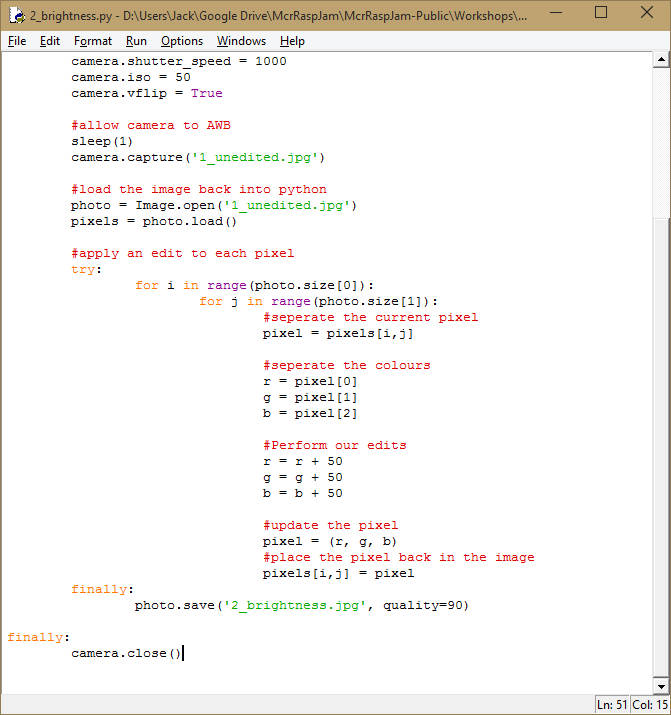 2_brightness.py - D:\Users\Jack\Google Drive\McrRaspJam\McrRaspJam-Public\Workshops\...
File Edit Format Run Options Windows Help
        camera.shutter_speed = 1000
        camera.iso = 50
        camera.vflip = True

        #allow camera to AWB
        sleep(1)
        camera.capture('1_unedited.jpg')

        #load the image back into python
        photo = Image.open('1_unedited.jpg')
        pixels = photo.load()

        #apply an edit to each pixel
        try:
                for i in range(photo.size[0]):
                        for j in range(photo.size[1]):
                                #seperate the current pixel
                                pixel = pixels[i,j]

                                #seperate the colours
                                r = pixel[0]
                                g = pixel[1]
                                b = pixel[2]

                                #Perform our edits
                                r = r + 50
                                g = g + 50
                                b = b + 50

                                #update the pixel
                                pixel = (r, g, b)
                                #place the pixel back in the image
                                pixels[i,j] = pixel
        finally:
                photo.save('2_brightness.jpg', quality=90)

finally:
        camera.close()
Ln: 51 Col: 15